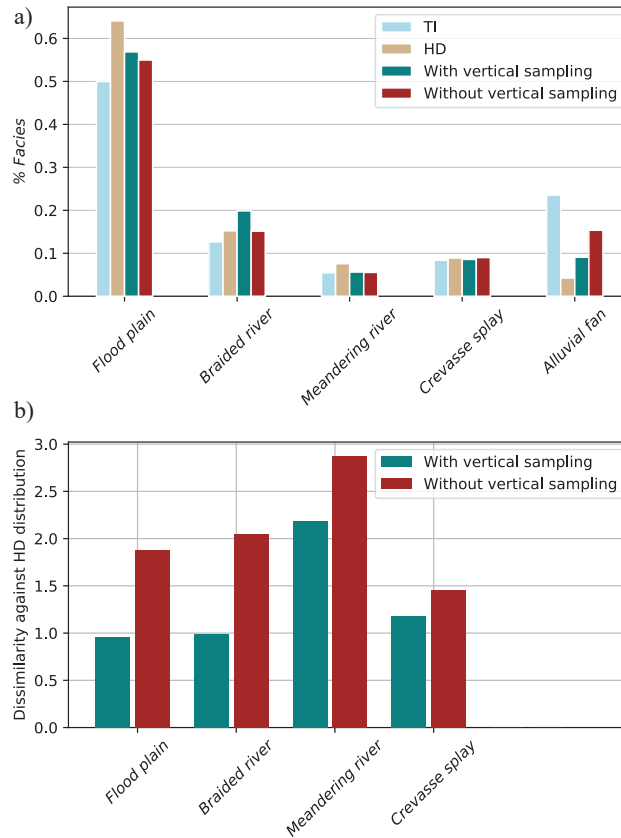 a)
TI
HD
With vertical sampling
Without vertical sampling
% Facies
0.6
0.5
0.4
0.3
0.2
0.1
0.0
Flood plain
Braided river
Meandering river
Crevasse splay
Alluvial fan
b)
With vertical sampling
Without vertical sampling
Dissimilarity against HD distribution
3.0
2.5
2.0
1.5
1.0
0.5
0.0
Flood plain
Braided river
Meandering river
Crevasse splay